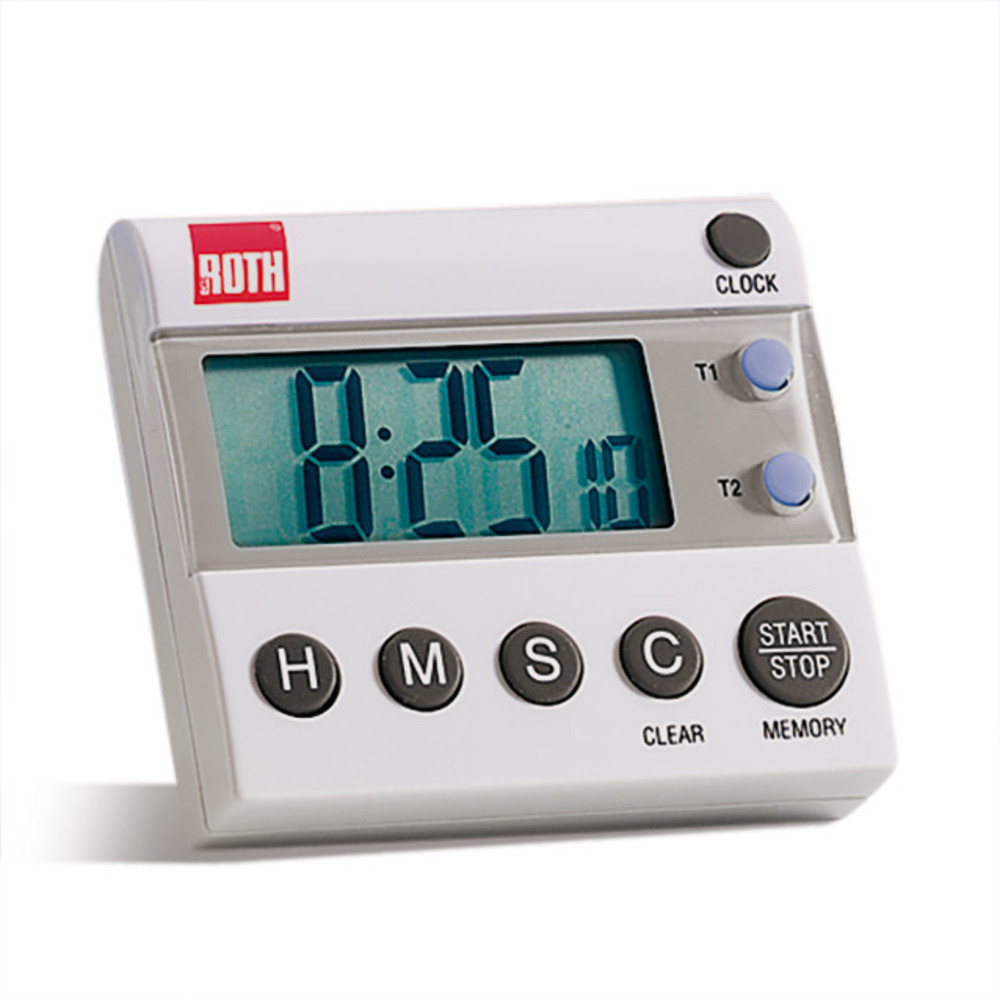 ROTH
CLOCK
8:25
T1
T2
H M S C START
STOP
CLEAR MEMORY